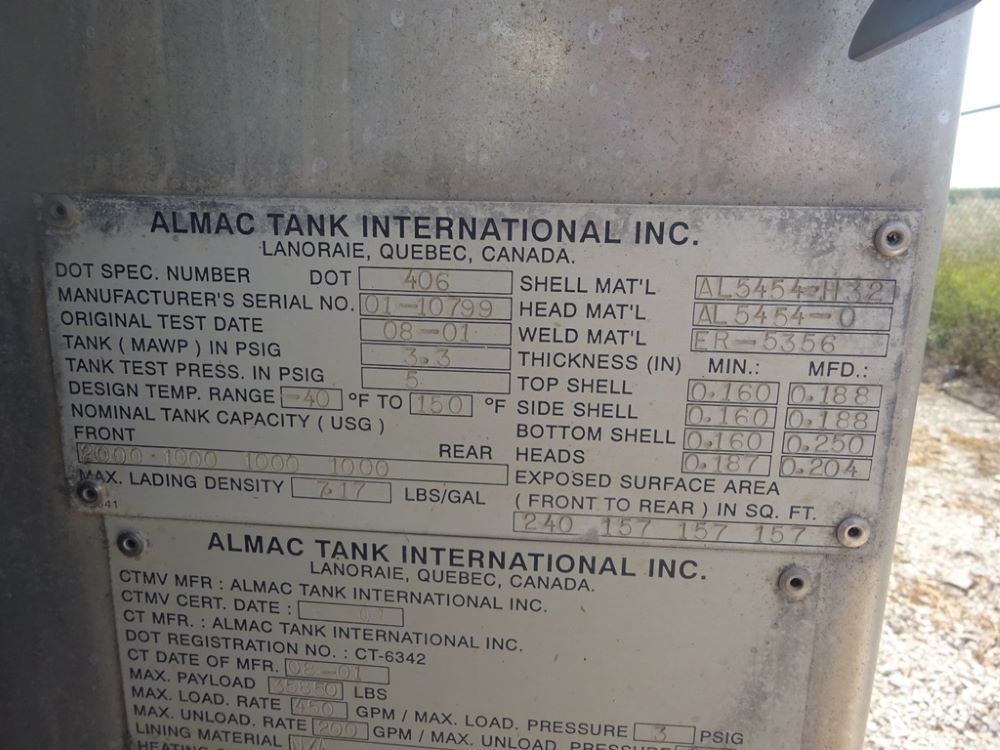 ALMAC TANK INTERNATIONAL INC.
LANORAIE, QUEBEC, CANADA.
DOT SPEC. NUMBER DOT 406
MANUFACTURER'S SERIAL NO. 01-10799
ORIGINAL TEST DATE 08-01
TANK ( MAWP ) IN PSIG 3.3
TANK TEST PRESS. IN PSIG 5
DESIGN TEMP. RANGE -40 °F TO 150 °F
NOMINAL TANK CAPACITY ( USG )
FRONT REAR
2000 1000 1000 1000
MAX. LADING DENSITY 7.17 LBS/GAL
SHELL MAT'L AL5454-H32
HEAD MAT'L AL5454-0
WELD MAT'L ER-5356
THICKNESS (IN) MIN.: MFD.:
TOP SHELL 0.160 0.188
SIDE SHELL 0.160 0.188
BOTTOM SHELL 0.160 0.250
HEADS 0.187 0.204
EXPOSED SURFACE AREA
( FRONT TO REAR ) IN SQ. FT.
240 157 157 157
ALMAC TANK INTERNATIONAL INC.
LANORAIE, QUEBEC, CANADA.
CTMV MFR : ALMAC TANK INTERNATIONAL INC.
CTMV CERT. DATE :
CT MFR. : ALMAC TANK INTERNATIONAL INC.
DOT REGISTRATION NO. : CT-6342
CT DATE OF MFR. 08-01
MAX. PAYLOAD 35850 LBS
MAX. LOAD. RATE 450 GPM / MAX. LOAD. PRESSURE 3 PSIG
MAX. UNLOAD. RATE 200 GPM / MAX. UNLOAD. PRESSURE
LINING MATERIAL N/A
HEATING